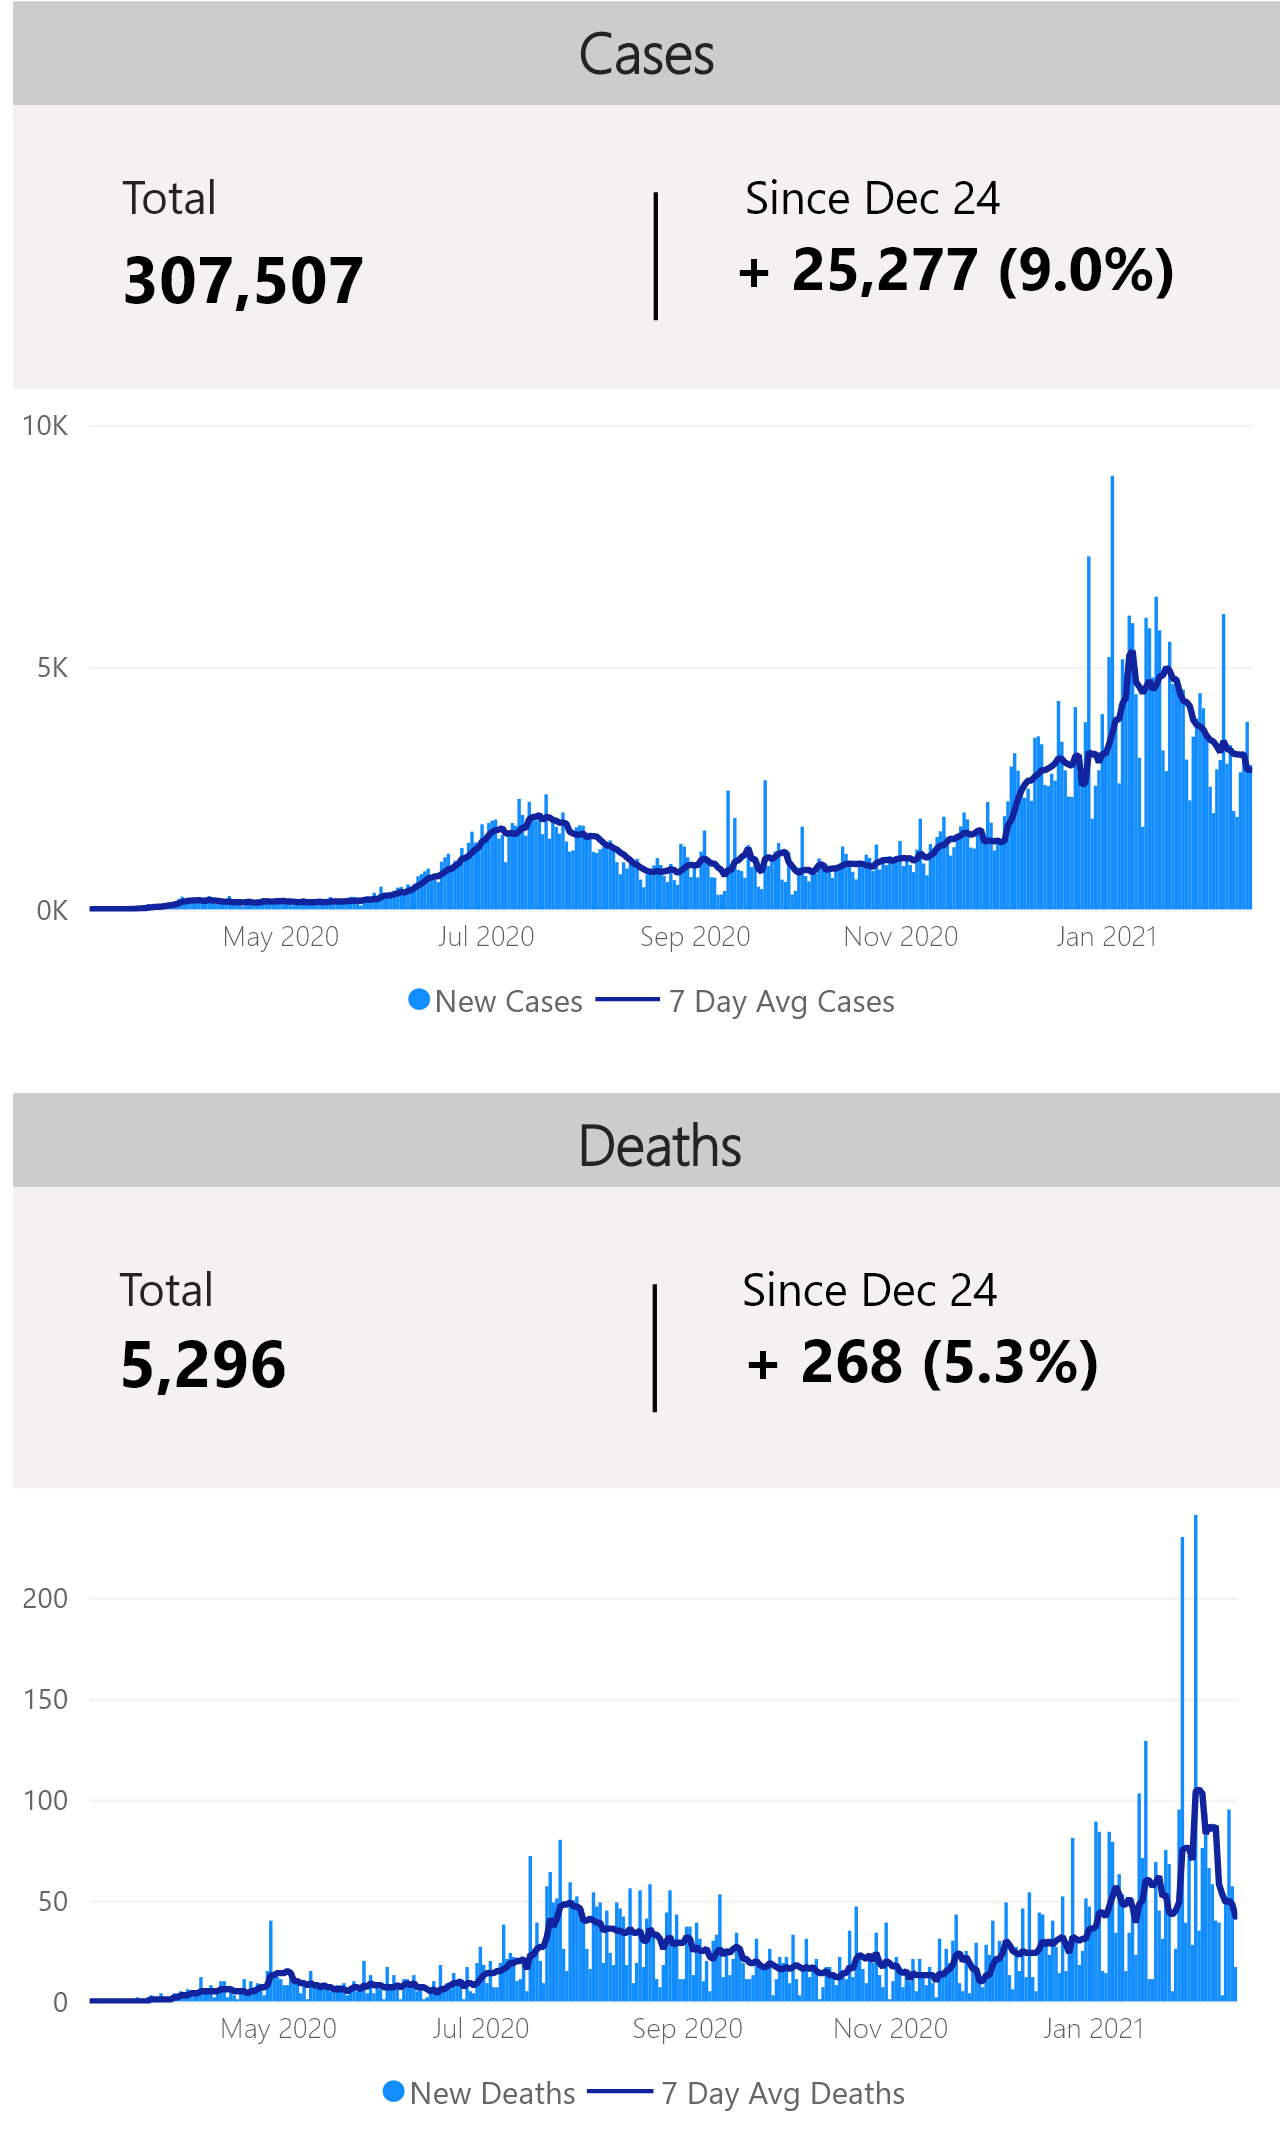 Cases
Total
Since Dec 24
307,507
+ 25,277 (9.0%)
10K
5K
0K
May 2020
Jul 2020
Sep 2020
Nov 2020
Jan 2021
New Cases
7 Day Avg Cases
Deaths
Total
Since Dec 24
5,296
+ 268 (5.3%)
200
150
100
50
0
May 2020
Jul 2020
Sep 2020
Nov 2020
Jan 2021
New Deaths
7 Day Avg Deaths